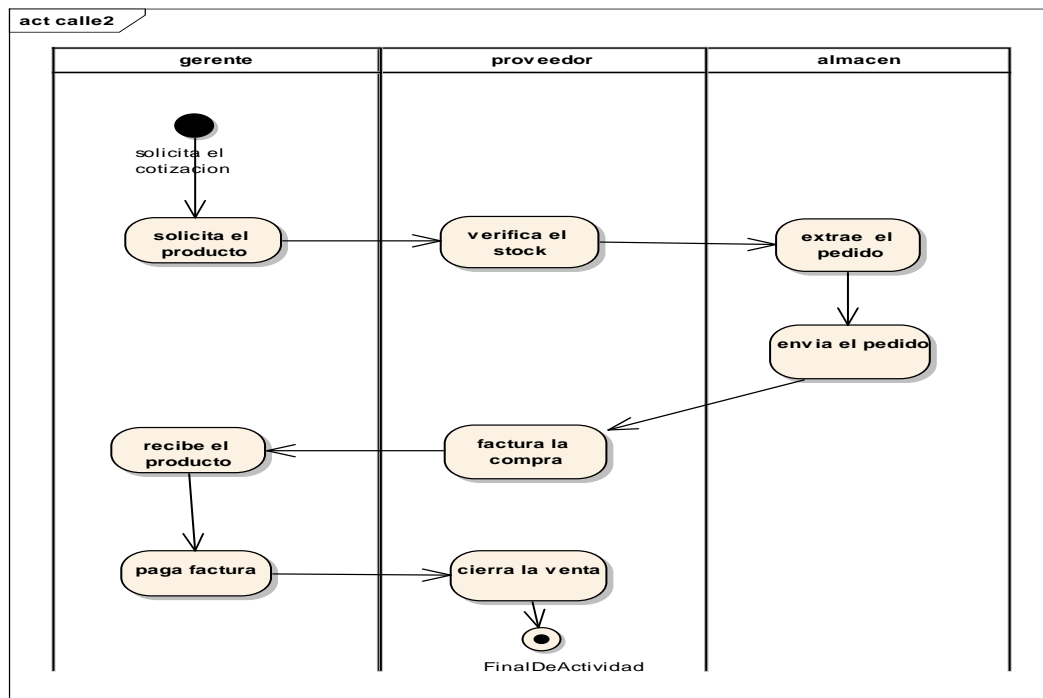 act calle2
gerente
proveedor
almacen
solicita el
cotizacion
solicita el
producto
verifica el
stock
extrae el
pedido
envia el pedido
factura la
compra
recibe el
producto
paga factura
cierra la venta
FinalDeActividad